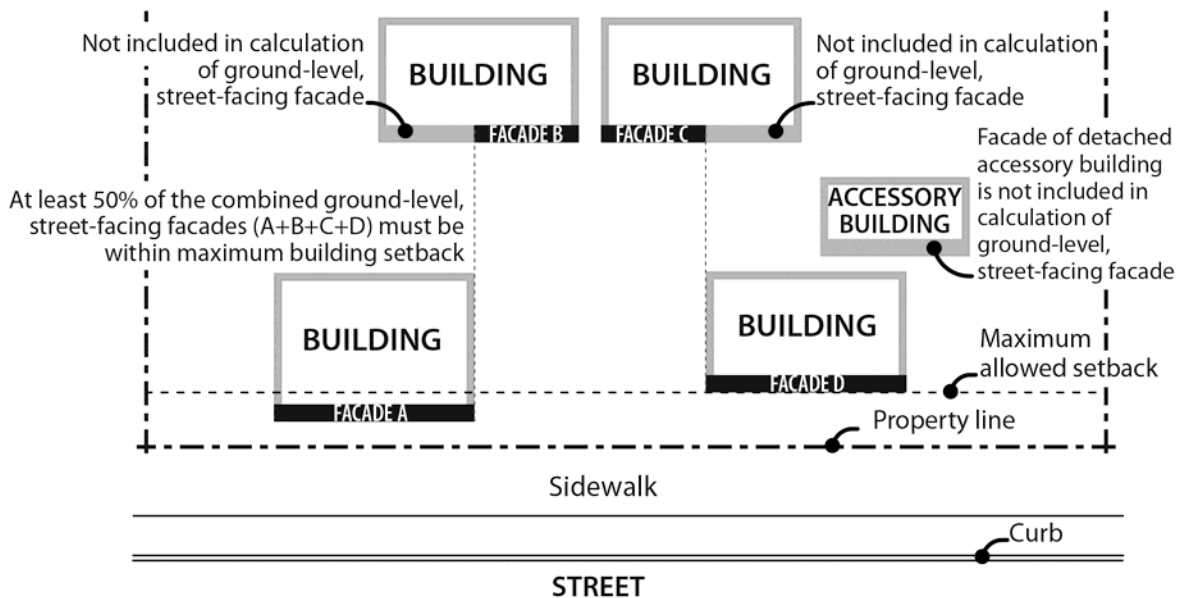 Not included in calculation
of ground-level,
street-facing facade
BUILDING
FACADE B
BUILDING
FACADE C
Not included in calculation
of ground-level,
street-facing facade
At least 50% of the combined ground-level,
street-facing facades (A+B+C+D) must be
within maximum building setback
ACCESSORY
BUILDING
Facade of detached
accessory building
is not included in
calculation of
ground-level,
street-facing facade
BUILDING
FACADE A
BUILDING
FACADE D
Maximum
allowed setback
Property line
Sidewalk
Curb
STREET